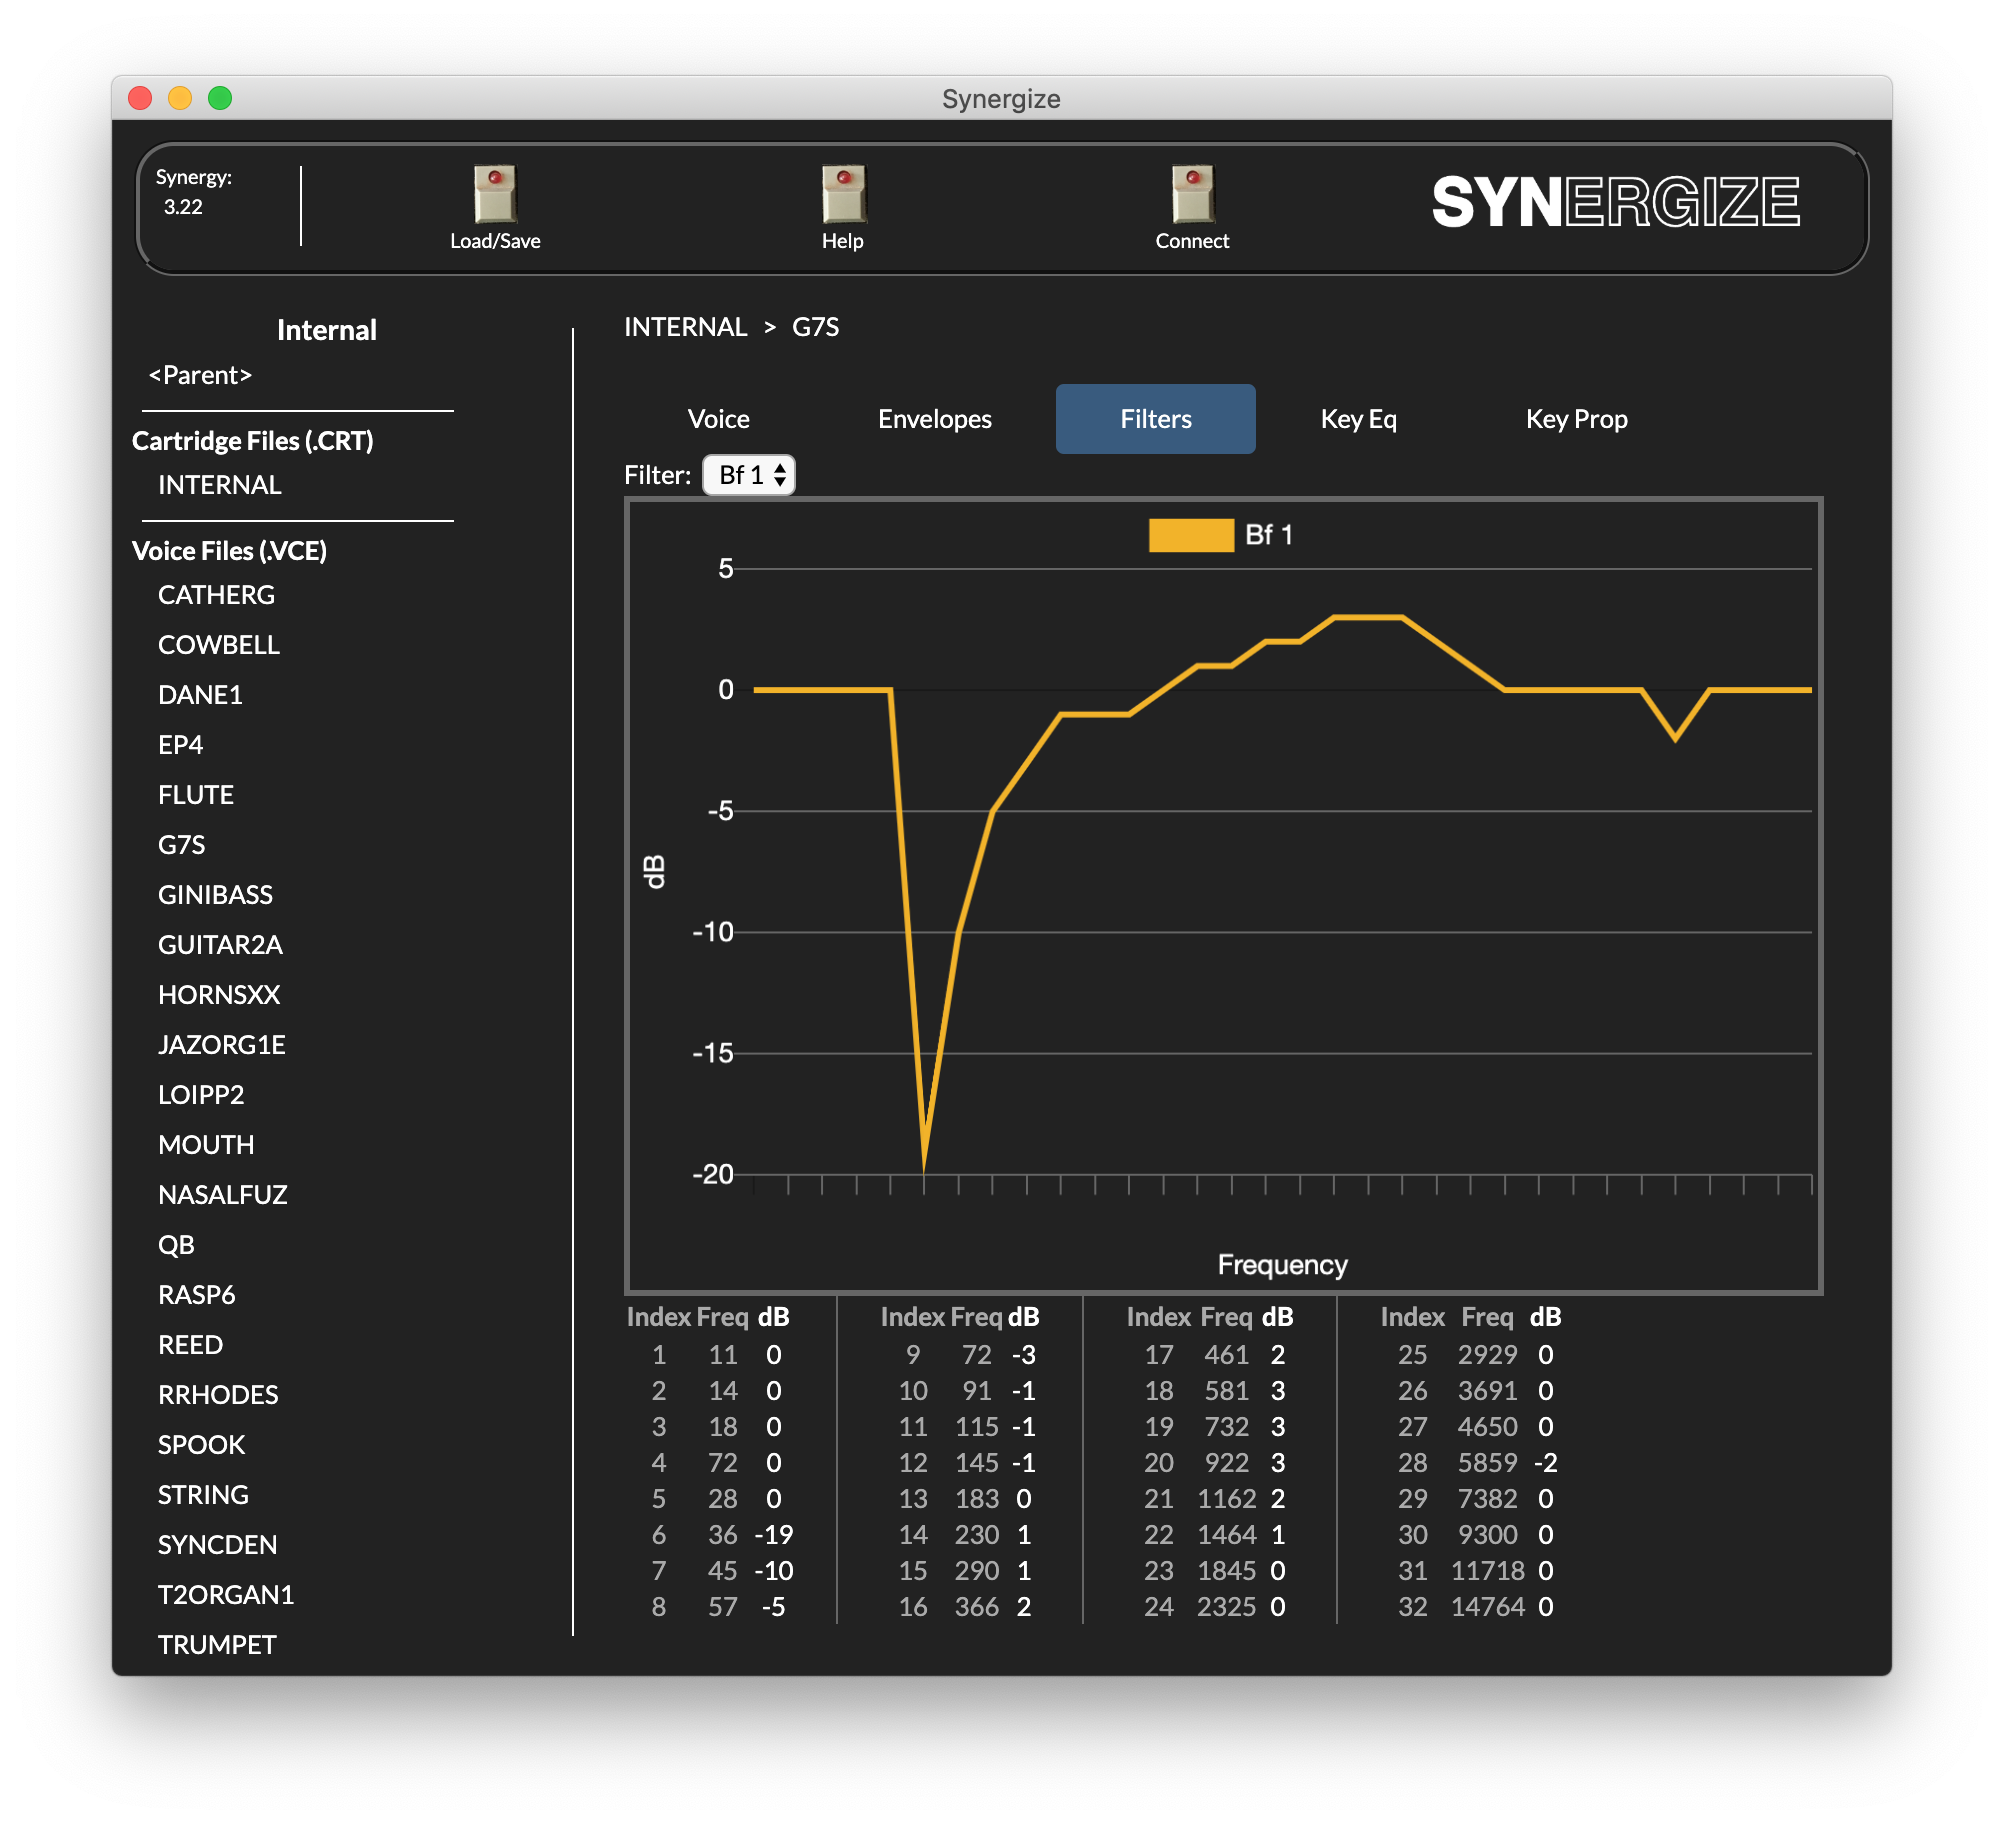 Synergize
Synergy:
3.22
Load/Save
Help
Connect
SYNERGIZE
Internal
<Parent>
Cartridge Files (.CRT)
INTERNAL
Voice Files (.VCE)
CATHERG
COWBELL
DANE1
EP4
FLUTE
G7S
GINIBASS
GUITAR2A
HORNSXX
JAZORG1E
LOIPP2
MOUTH
NASALFUZ
QB
RASP6
REED
RRHODES
SPOOK
STRING
SYNCDEN
T2ORGAN1
TRUMPET
INTERNAL > G7S
Voice Envelopes Filters Key Eq Key Prop
Filter: Bf 1
Bf 1
5
0
-5
-10
-15
-20
dB
Frequency
Index Freq dB Index Freq dB Index Freq dB Index Freq dB
1 11 0 9 72 -3 17 461 2 25 2929 0
2 14 0 10 91 -1 18 581 3 26 3691 0
3 18 0 11 115 -1 19 732 3 27 4650 0
4 72 0 12 145 -1 20 922 3 28 5859 -2
5 28 0 13 183 0 21 1162 2 29 7382 0
6 36 -19 14 230 1 22 1464 1 30 9300 0
7 45 -10 15 290 1 23 1845 0 31 11718 0
8 57 -5 16 366 2 24 2325 0 32 14764 0